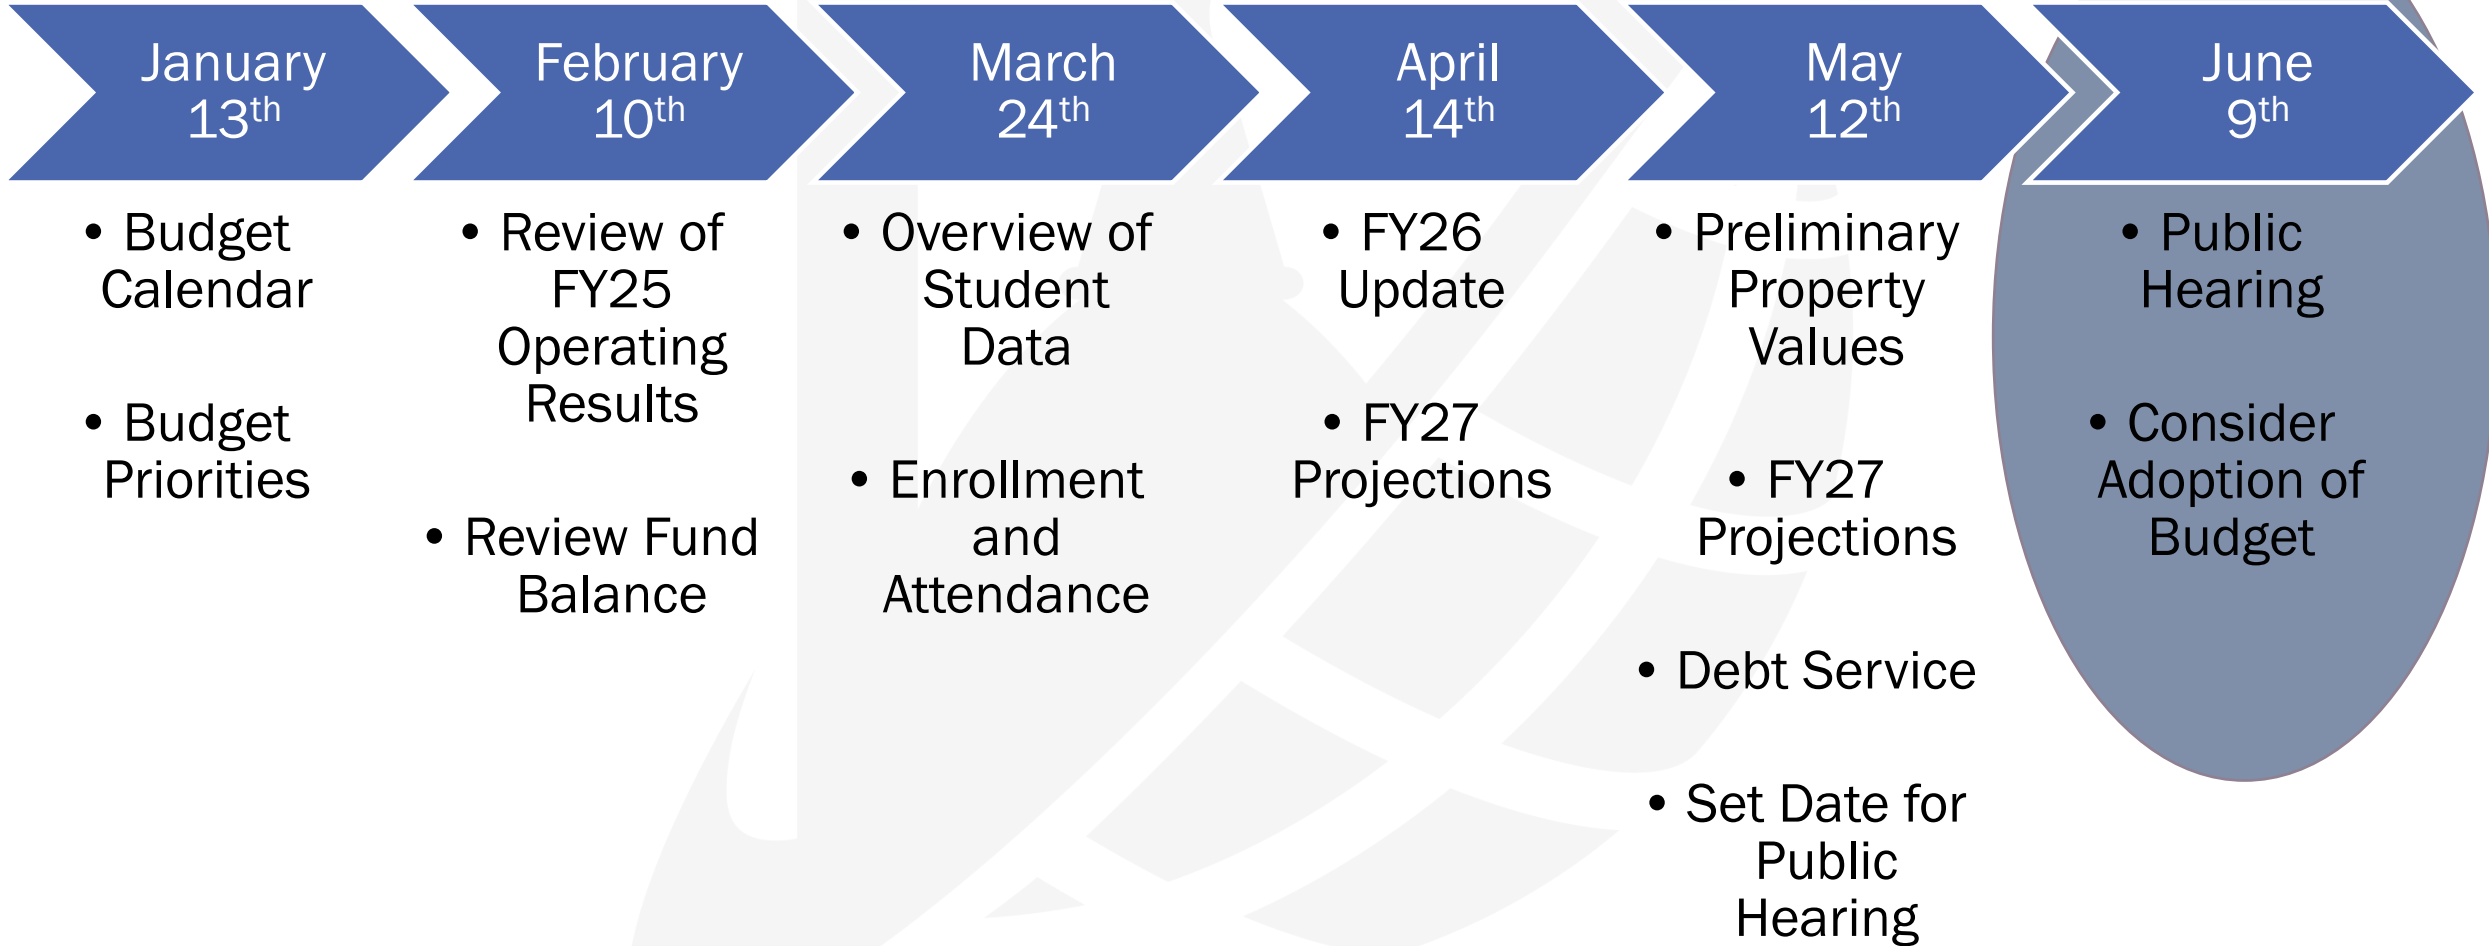 January
13th
• Budget
Calendar
• Budget
Priorities
February
10th
• Review of
FY25
Operating
Results
• Review Fund
Balance
March
24th
• Overview of
Student
Data
• Enrollment
and
Attendance
April
14th
• FY26
Update
• FY27
Projections
May
12th
• Preliminary
Property
Values
• FY27
Projections
• Debt Service
• Set Date for
Public
Hearing
June
9th
• Public
Hearing
• Consider
Adoption of
Budget